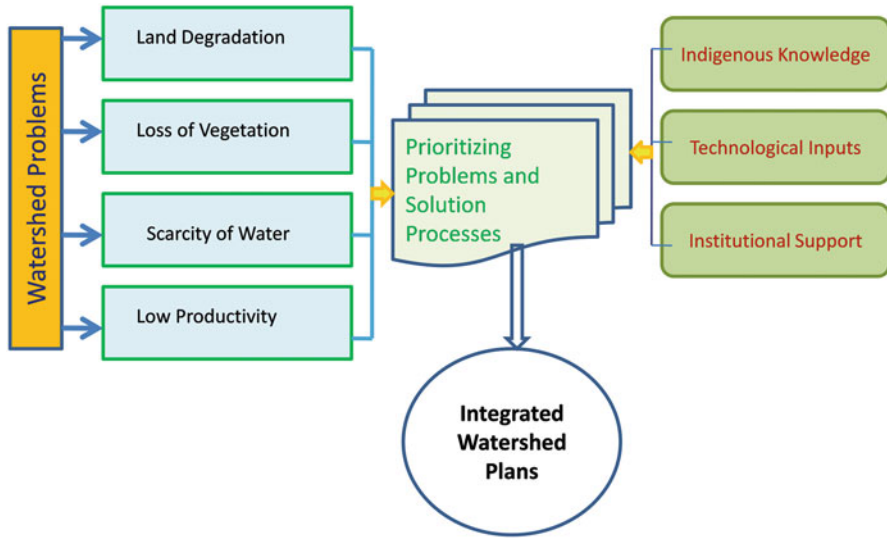 Watershed Problems
Land Degradation
Loss of Vegetation
Scarcity of Water
Low Productivity
Prioritizing
Problems and
Solution
Processes
Indigenous Knowledge
Technological Inputs
Institutional Support
Integrated
Watershed
Plans